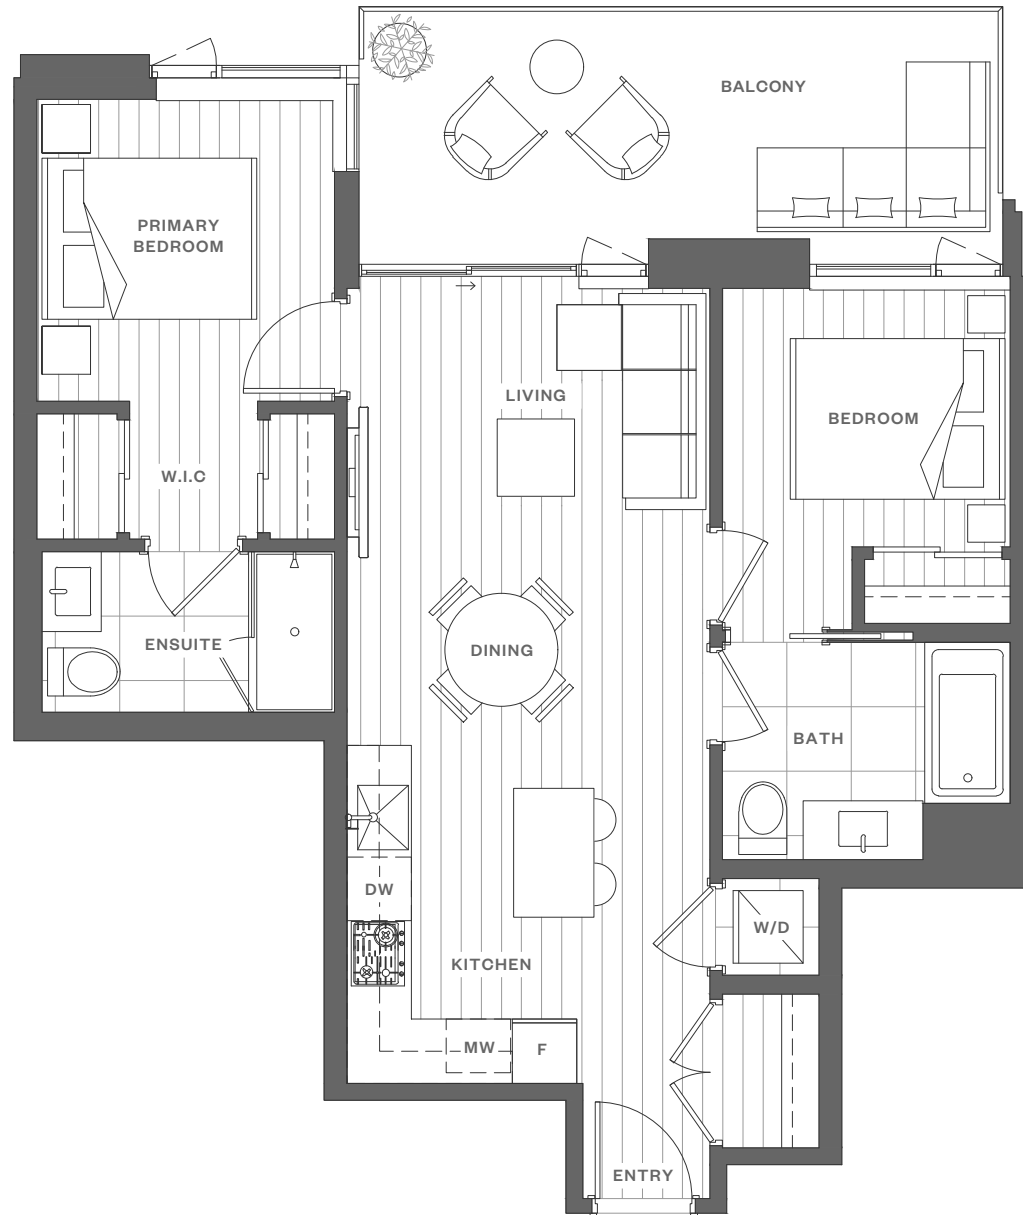 BALCONY
PRIMARY
BEDROOM
LIVING
BEDROOM
W.I.C
ENSUITE
DINING
BATH
DW
W/D
KITCHEN
MW
F
ENTRY